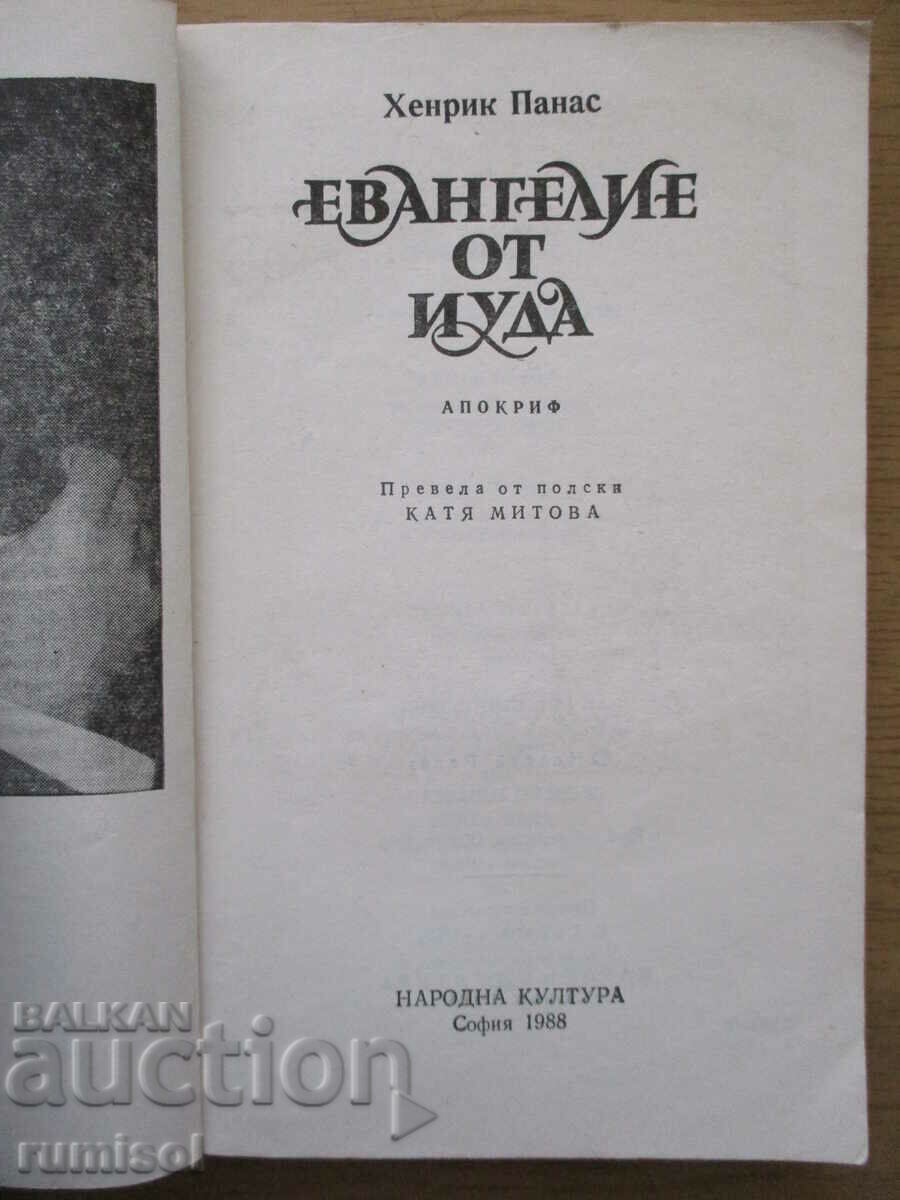 Хенрик Панас
ЕВАНГЕЛИЕ
ОТ
ИУДА
АПОКРИФ
Превела от полски
КАТЯ МИТОВА
НАРОДНА КУЛТУРА
София 1988
BALKAN
auction
rumisol